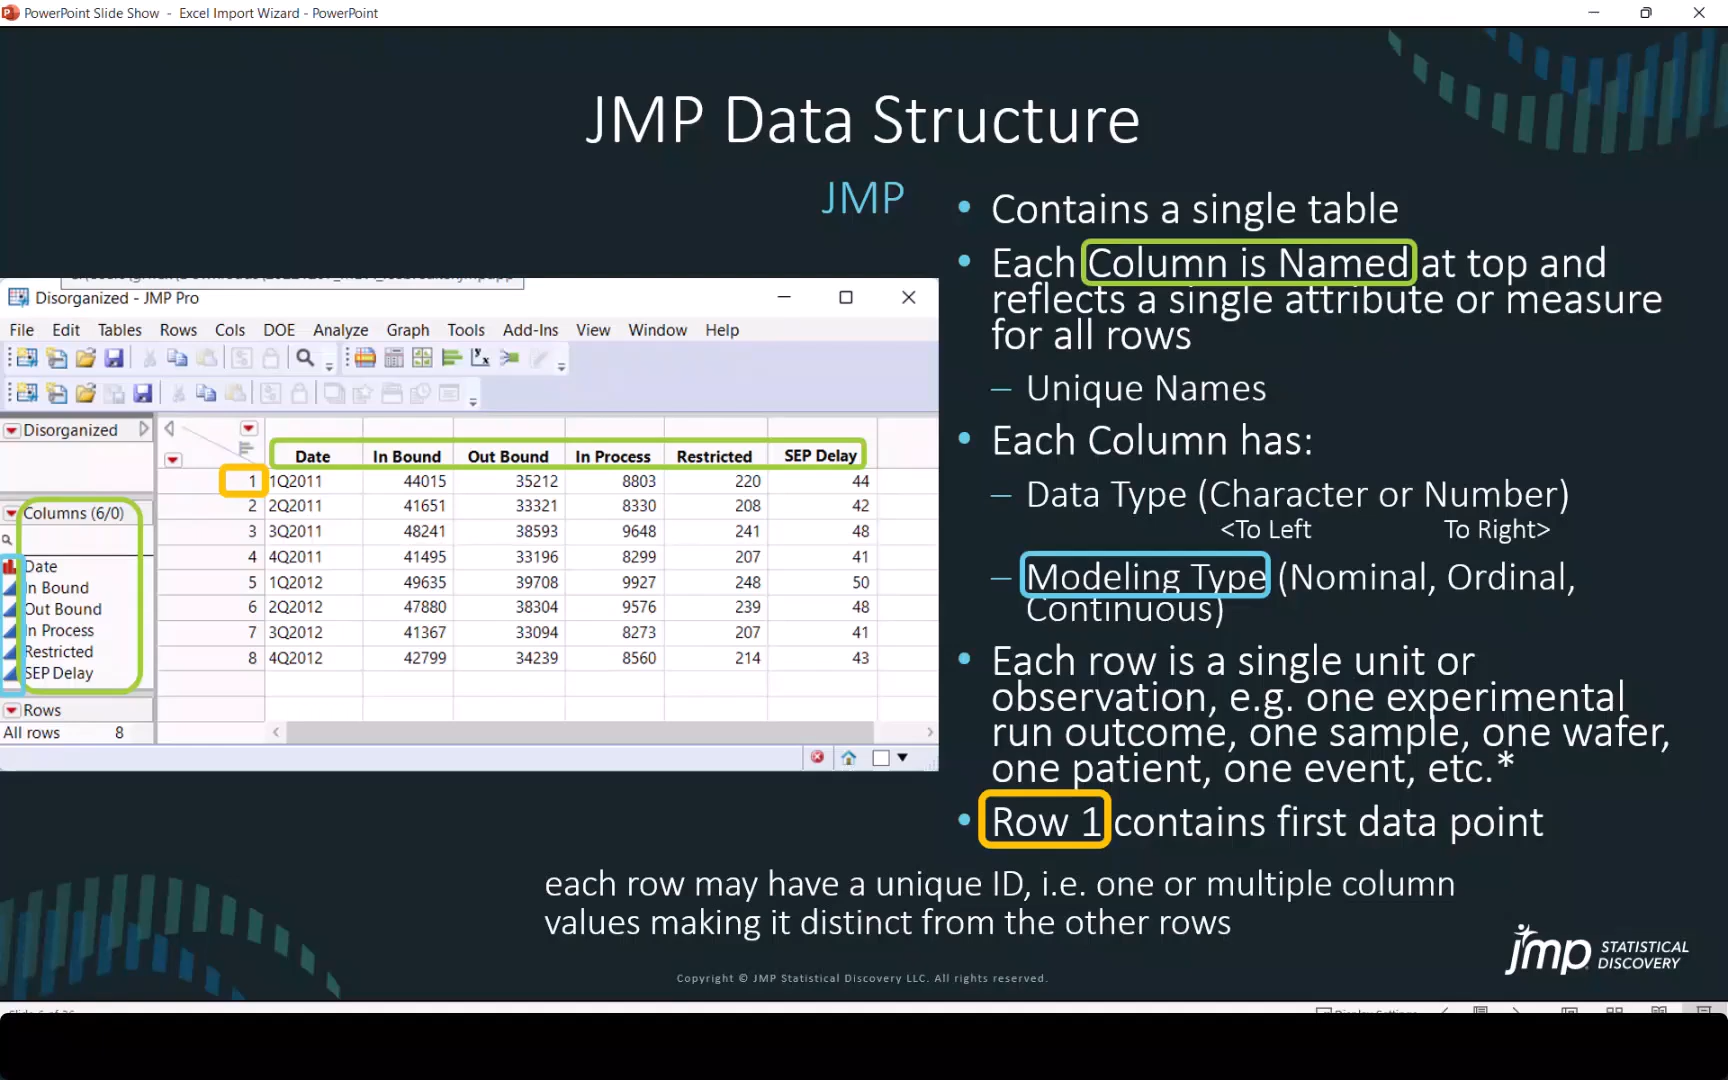 PowerPoint Slide Show - Excel Import Wizard - PowerPoint
JMP Data Structure
JMP
Disorganized - JMP Pro
File Edit Tables Rows Cols DOE Analyze Graph Tools Add-Ins View Window Help
Disorganized
Columns (6/0)
Date
In Bound
Out Bound
In Process
Restricted
SEP Delay
Rows
All rows 8
Date In Bound Out Bound In Process Restricted SEP Delay
1 1Q2011 44015 35212 8803 220 44
2 2Q2011 41651 33321 8330 208 42
3 3Q2011 48241 38593 9648 241 48
4 4Q2011 41495 33196 8299 207 41
5 1Q2012 49635 39708 9927 248 50
6 2Q2012 47880 38304 9576 239 48
7 3Q2012 41367 33094 8273 207 41
8 4Q2012 42799 34239 8560 214 43
• Contains a single table
• Each Column is Named at top and
reflects a single attribute or measure
for all rows
– Unique Names
• Each Column has:
– Data Type (Character or Number)
<To Left To Right>
– Modeling Type (Nominal, Ordinal,
Continuous)
• Each row is a single unit or
observation, e.g. one experimental
run outcome, one sample, one wafer,
one patient, one event, etc.*
• Row 1 contains first data point
each row may have a unique ID, i.e. one or multiple column
values making it distinct from the other rows
jmp STATISTICAL
DISCOVERY
Copyright © JMP Statistical Discovery LLC. All rights reserved.